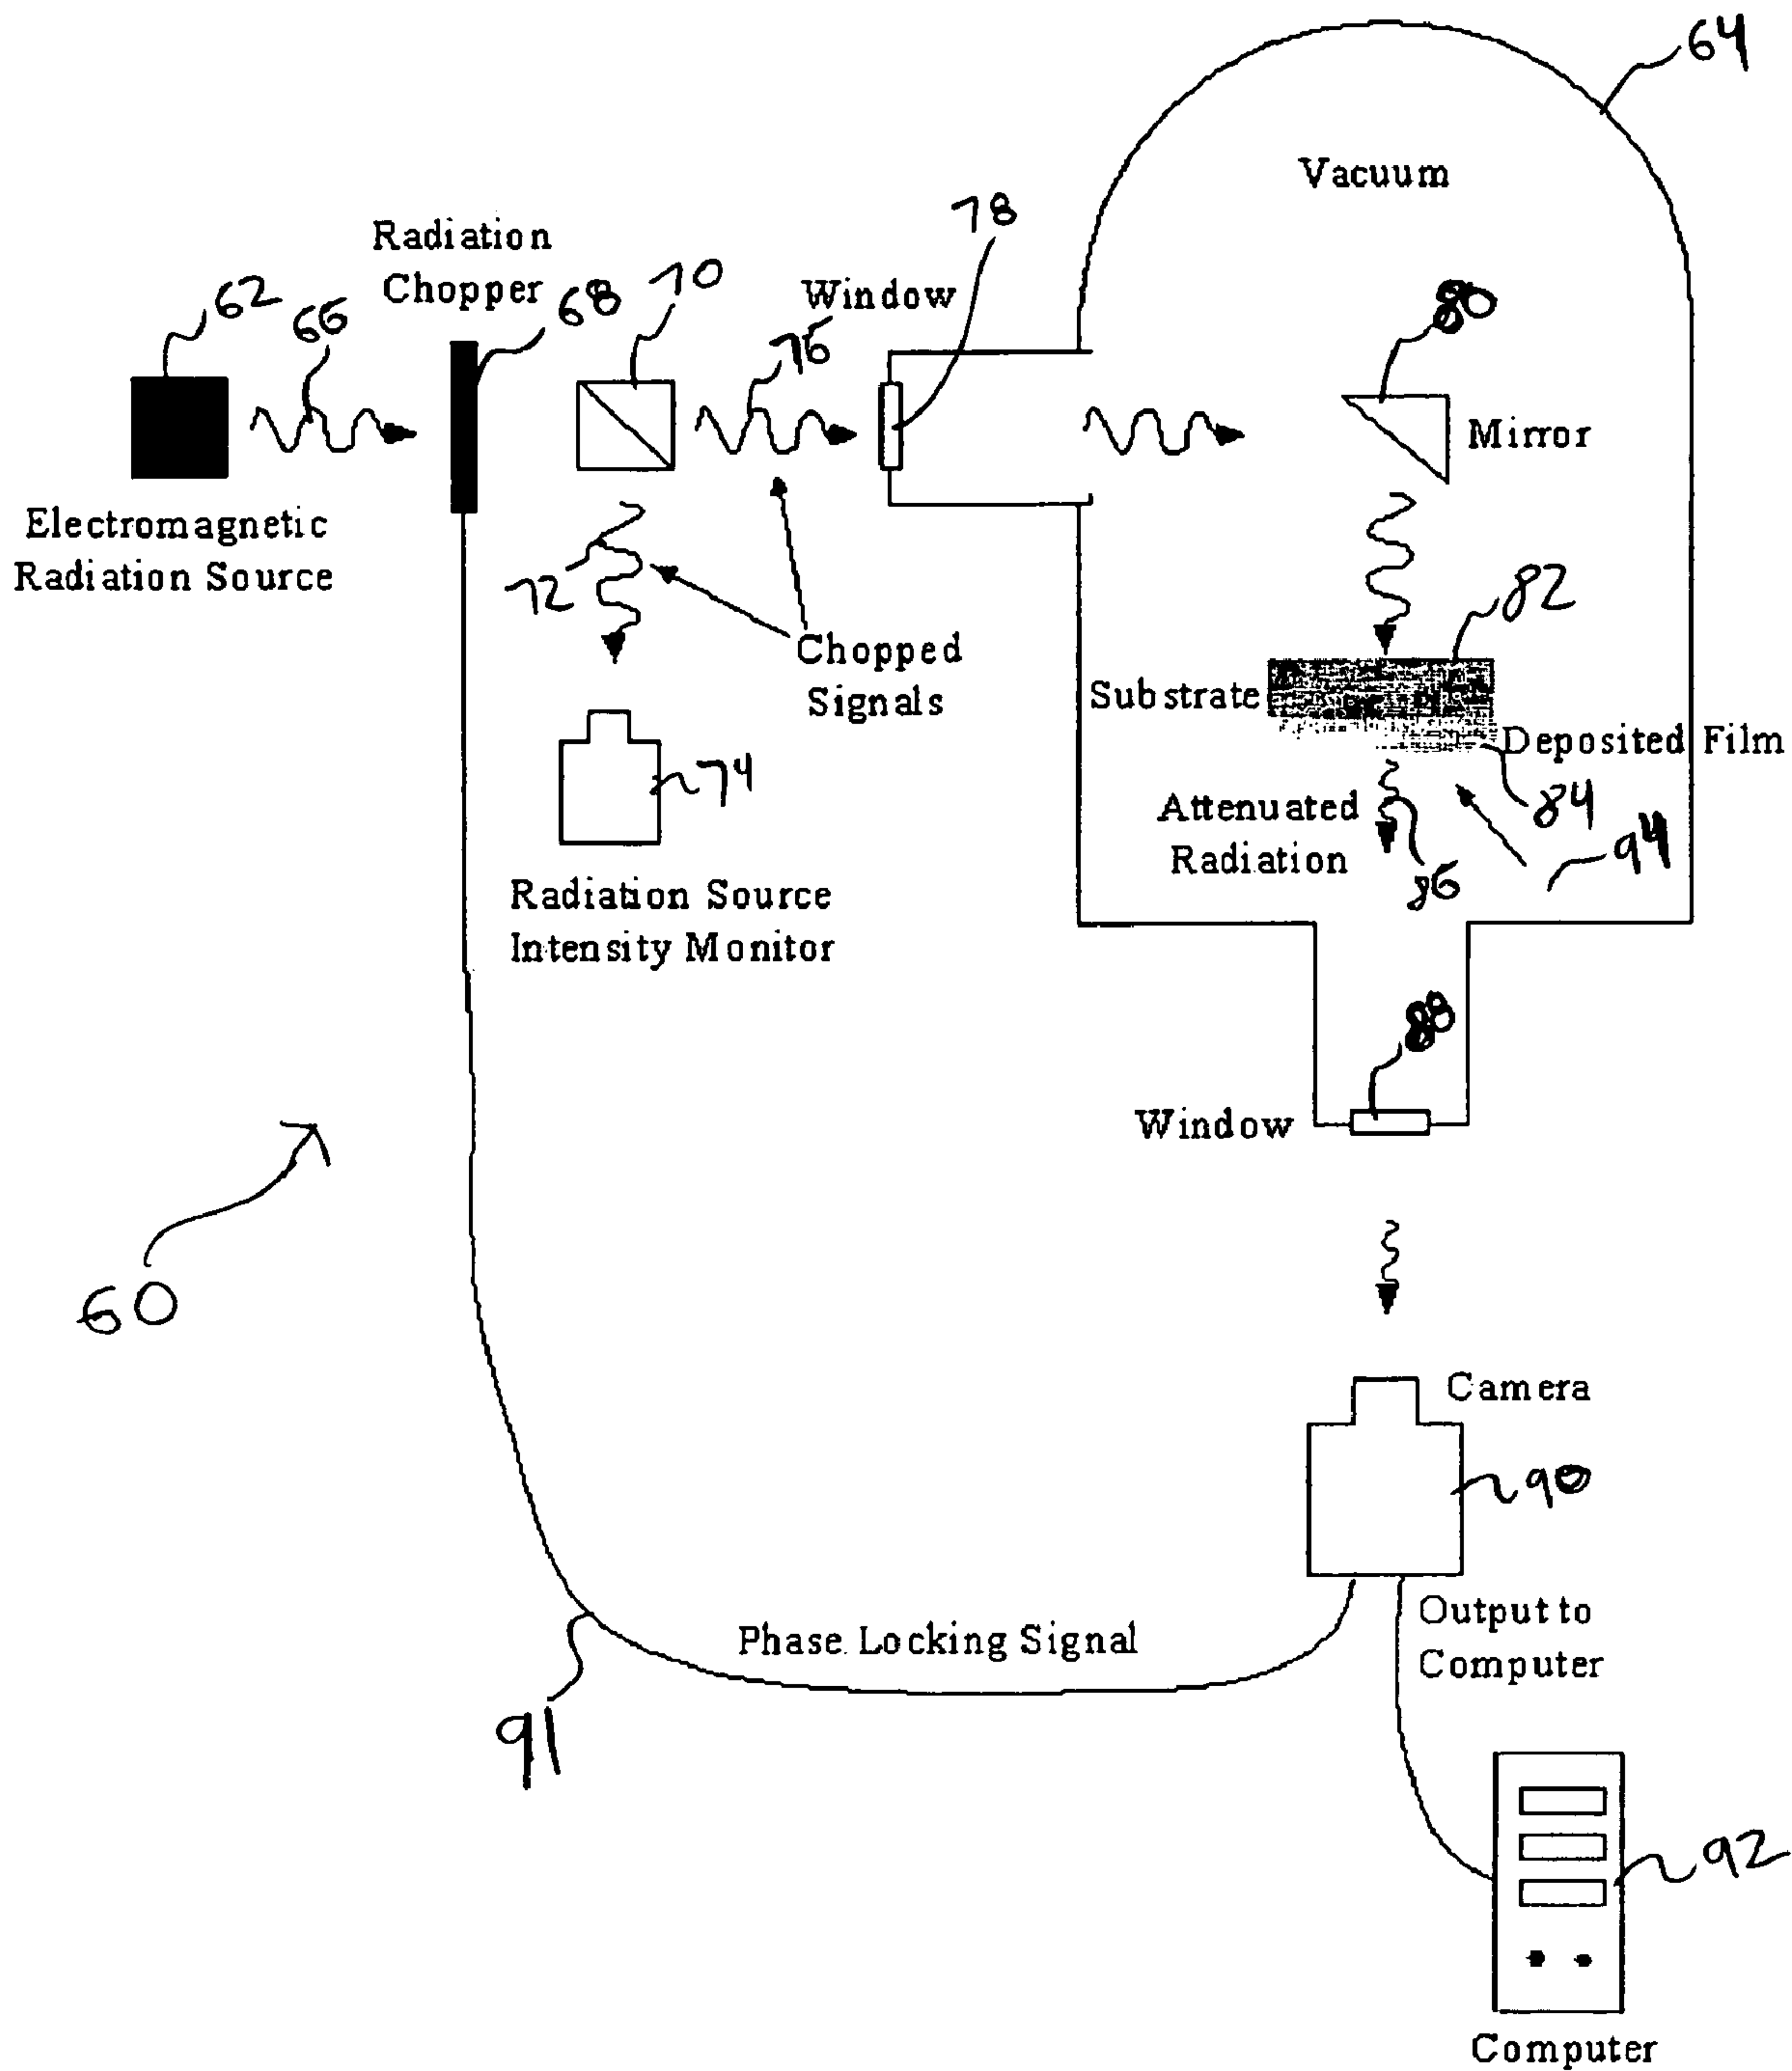 64
Vacuum
78
Radiation
Chopper
68
70
Window
62
66
76
80
Mirror
Electromagnetic
Radiation Source
72
Chopped
Signals
82
Substrate
Deposited Film
74
Attenuated
Radiation
84
94
86
Radiation Source
Intensity Monitor
88
Window
60
Camera
90
Output to
Computer
Phase Locking Signal
91
92
Computer